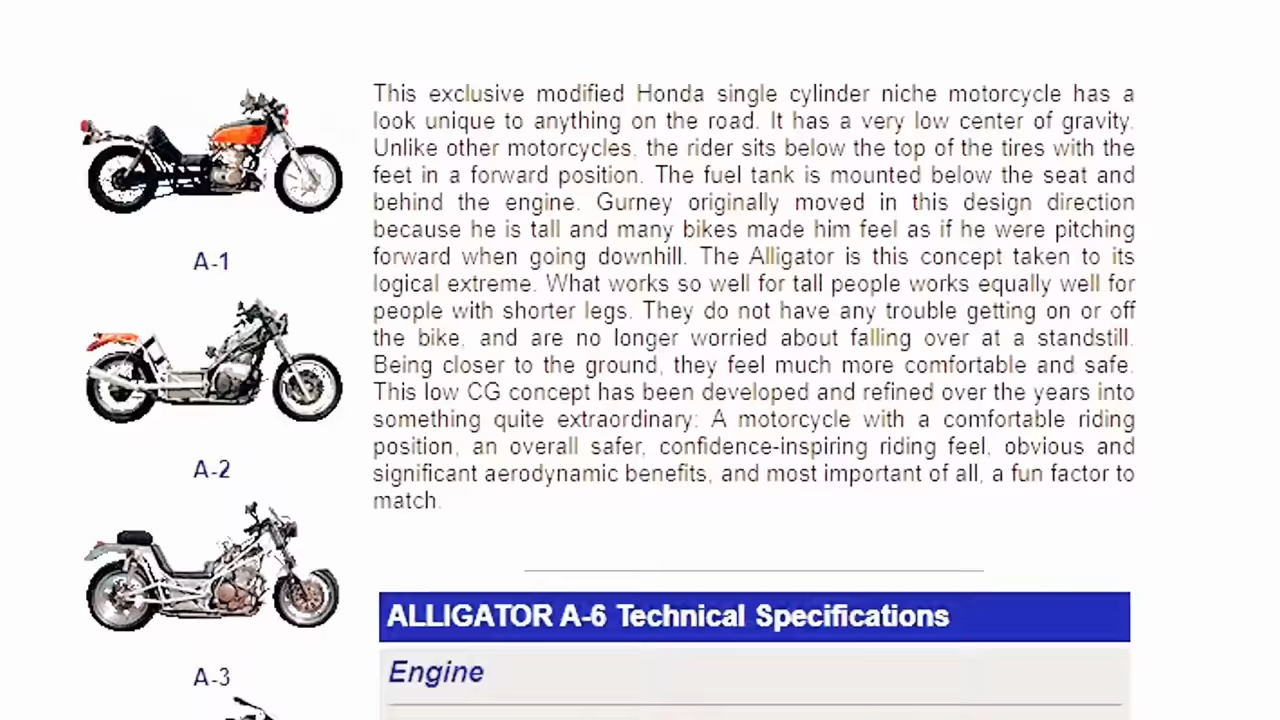 This exclusive modified Honda single cylinder niche motorcycle has a
look unique to anything on the road. It has a very low center of gravity.
Unlike other motorcycles, the rider sits below the top of the tires with the
feet in a forward position. The fuel tank is mounted below the seat and
behind the engine. Gurney originally moved in this design direction
because he is tall and many bikes made him feel as if he were pitching
forward when going downhill. The Alligator is this concept taken to its
logical extreme. What works so well for tall people works equally well for
people with shorter legs. They do not have any trouble getting on or off
the bike, and are no longer worried about falling over at a standstill.
Being closer to the ground, they feel much more comfortable and safe.
This low CG concept has been developed and refined over the years into
something quite extraordinary: A motorcycle with a comfortable riding
position, an overall safer, confidence-inspiring riding feel, obvious and
significant aerodynamic benefits, and most important of all, a fun factor to
match.
A-1
A-2
A-3
ALLIGATOR A-6 Technical Specifications
Engine